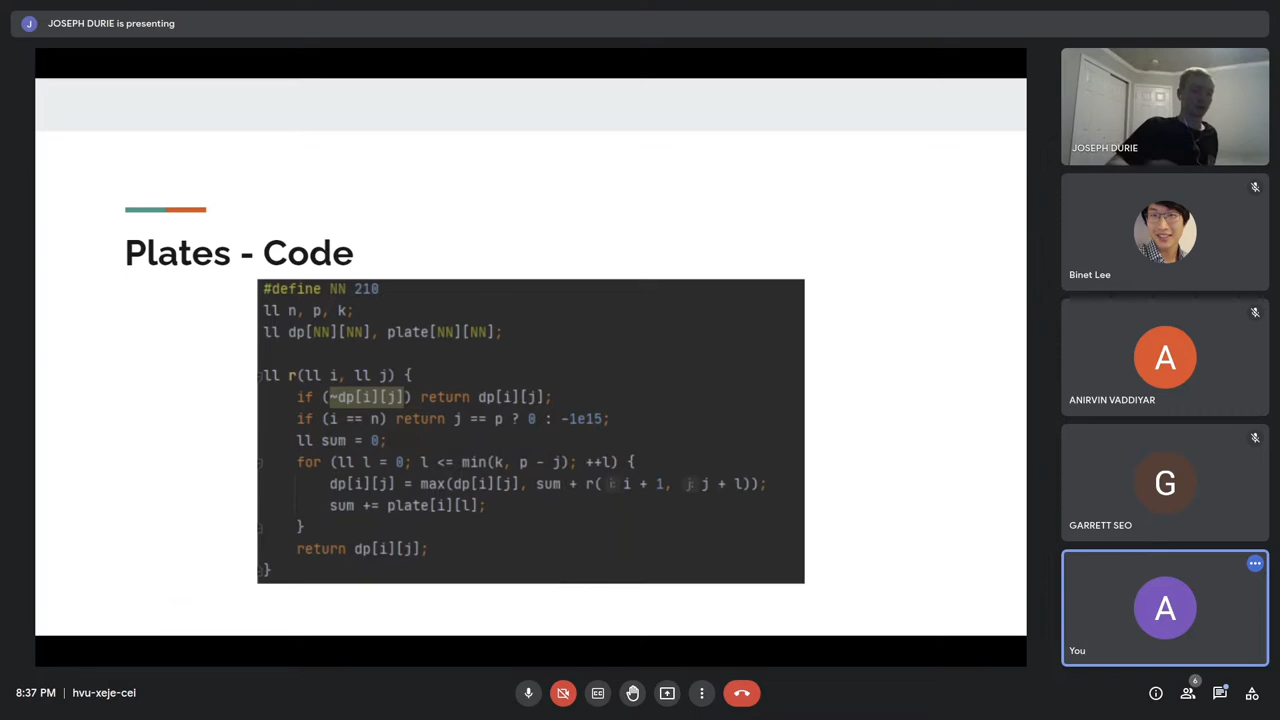 J JOSEPH DURIE is presenting
JOSEPH DURIE
Binet Lee
A
ANIRVIN VADDIYAR
G
GARRETT SEO
A
You
Plates - Code
#define NN 210
ll n, p, k;
ll dp[NN][NN], plate[NN][NN];
ll r(ll i, ll j) {
if (~dp[i][j]) return dp[i][j];
if (i == n) return j == p ? 0 : -1e15;
ll sum = 0;
for (ll l = 0; l <= min(k, p - j); ++l) {
dp[i][j] = max(dp[i][j], sum + r( i: i + 1, j: j + l));
sum += plate[i][l];
}
return dp[i][j];
}
8:37 PM | hvu-xeje-cei
CC
6